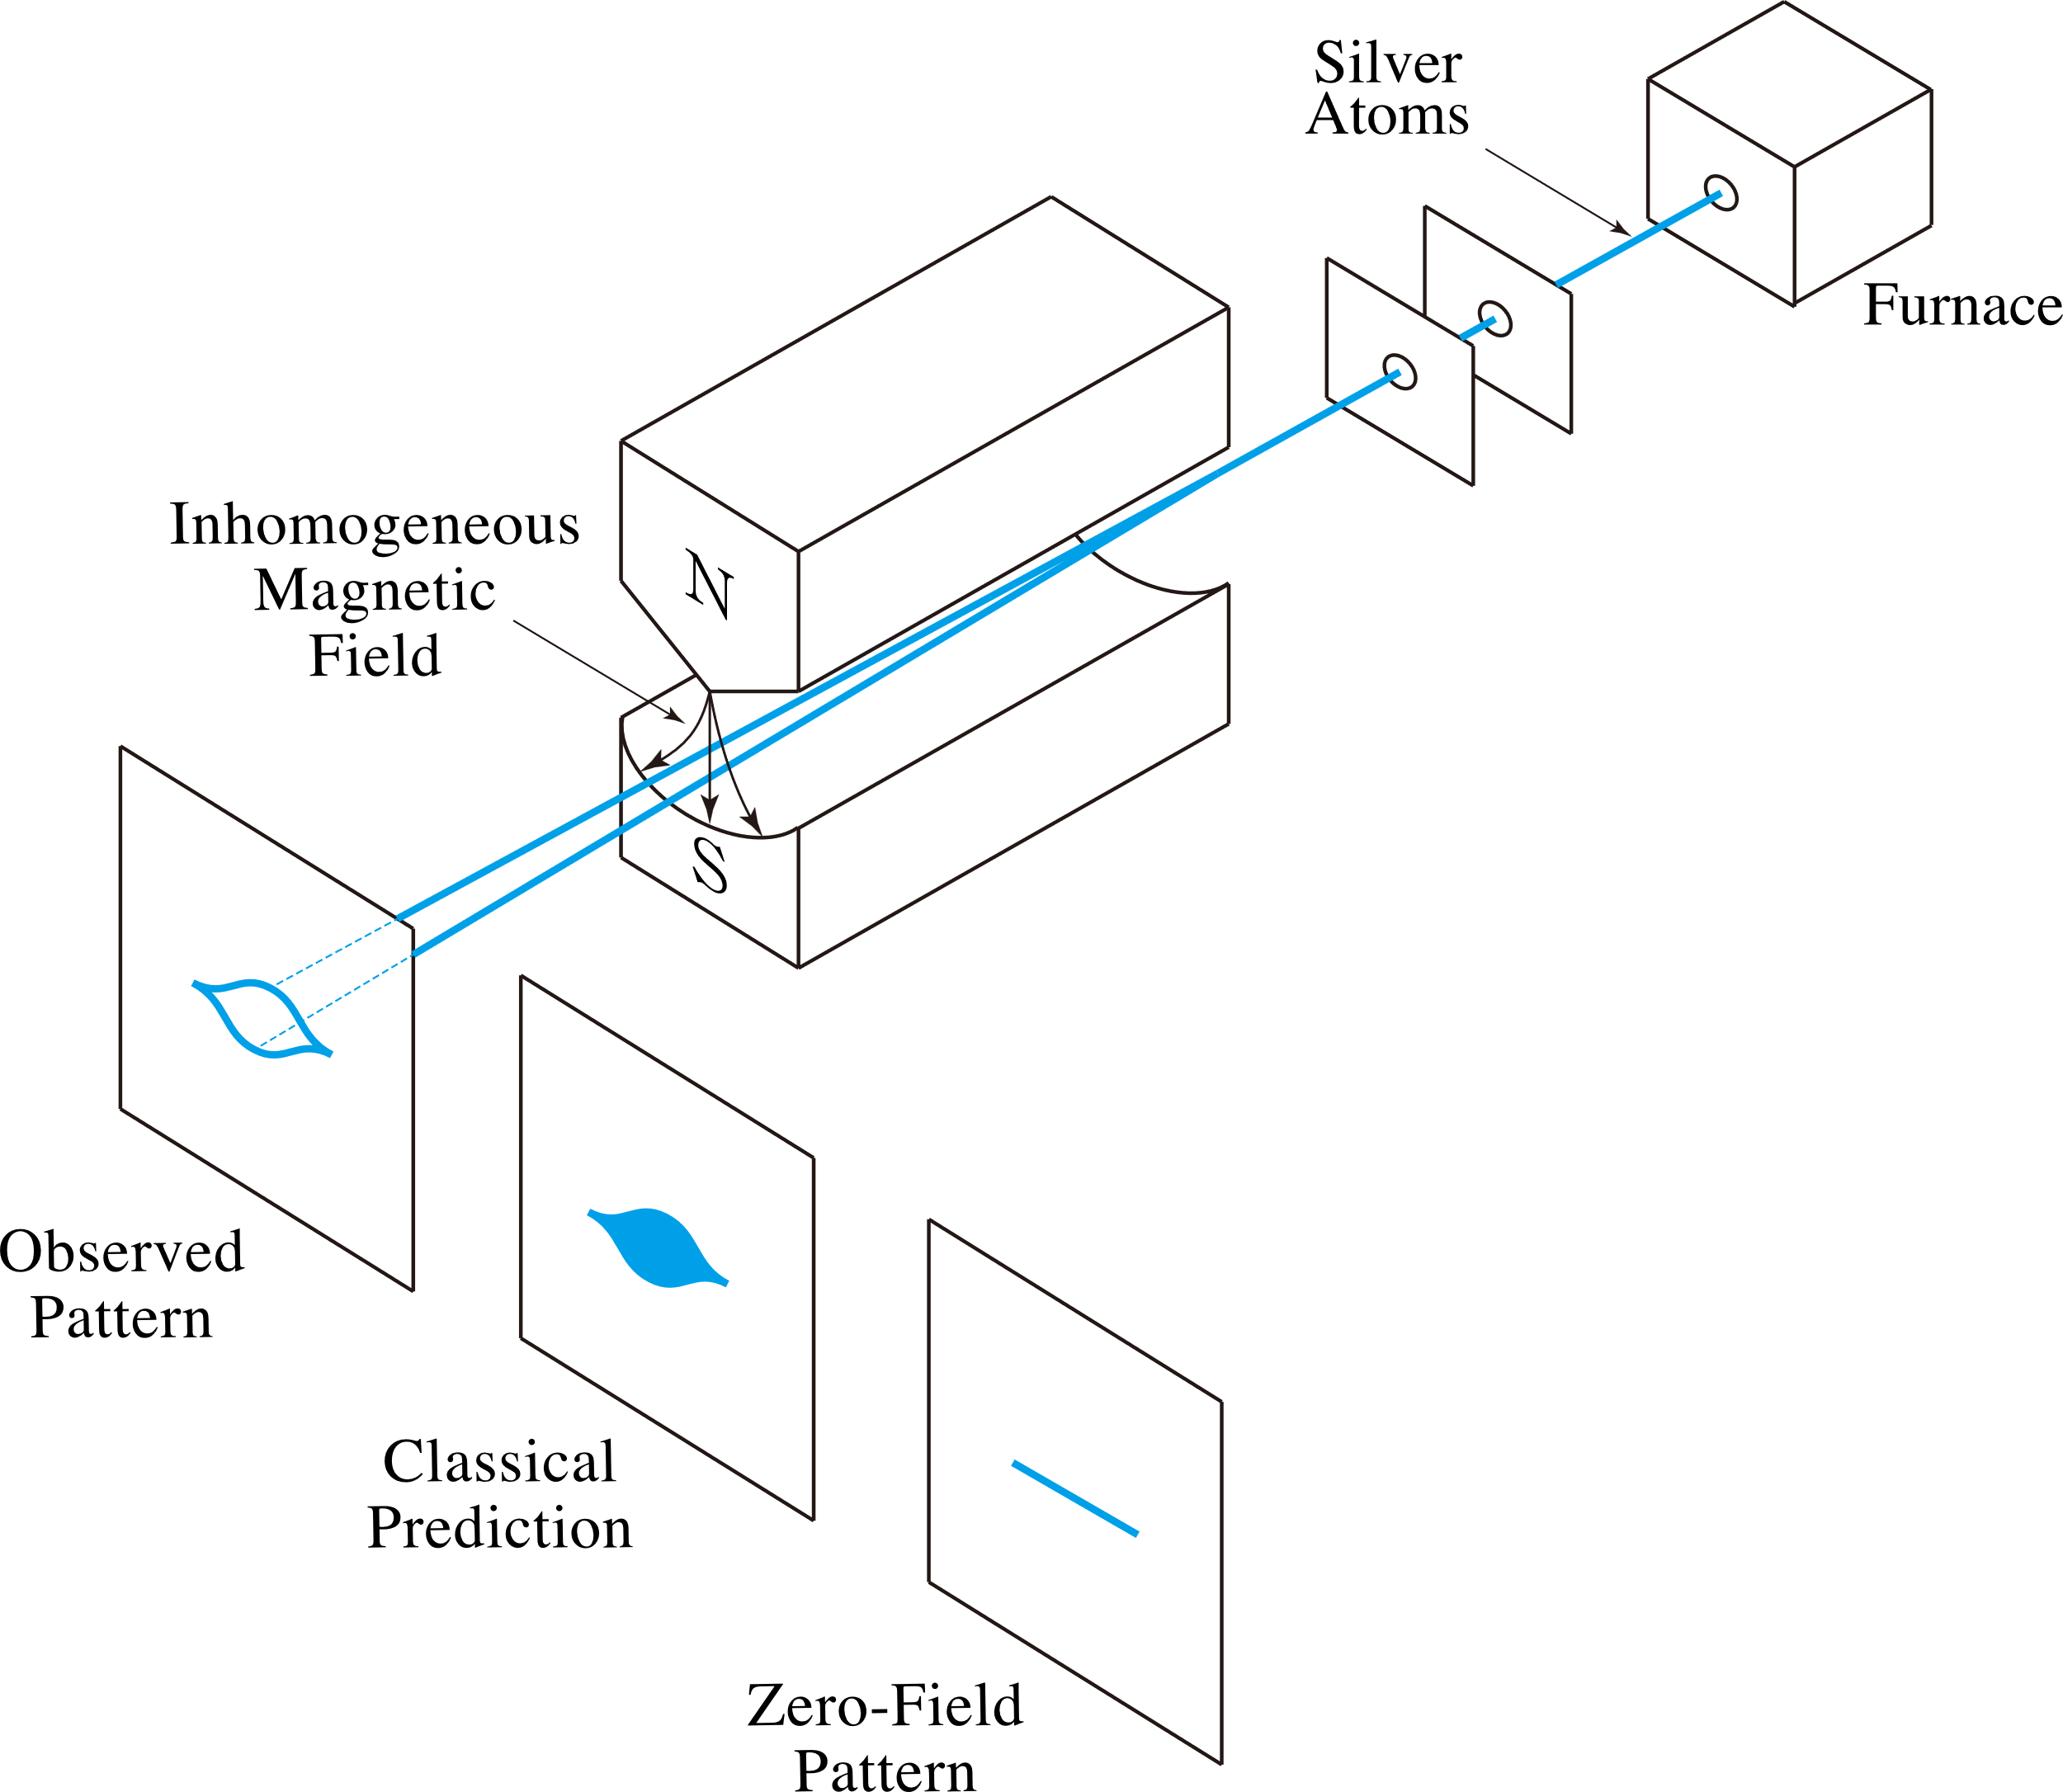 Silver
Atoms
Furnace
Inhomogeneous
Magnetic
Field
N
S
Observed
Pattern
Classical
Prediction
Zero-Field
Pattern